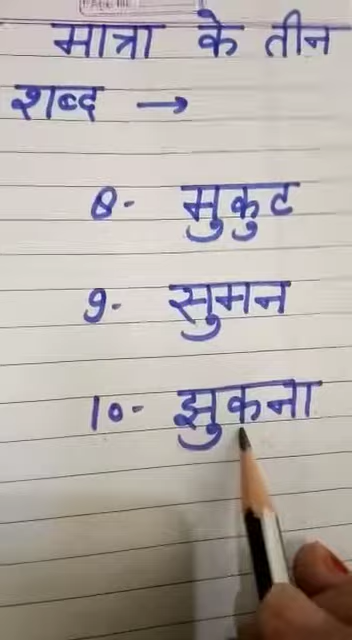 मात्रा के तीन
शब्द →
8- मुकुट
9. सुमन
10- झुकना